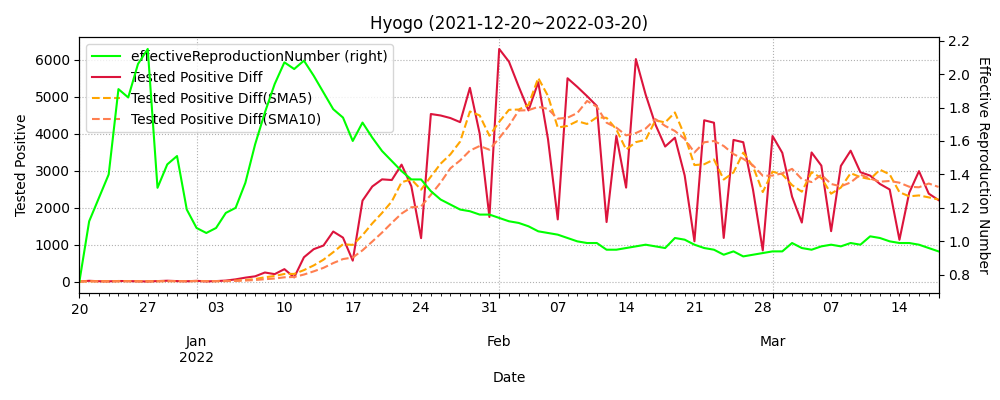 Hyogo (2021-12-20~2022-03-20)
effectiveReproductionNumber (right)
Tested Positive Diff
Tested Positive Diff(SMA5)
Tested Positive Diff(SMA10)
Tested Positive
6000
5000
4000
3000
2000
1000
0
2.2
2.0
1.8
1.6
1.4
1.2
1.0
0.8
Effective Reproduction Number
20 27 03 10 17 24 31 07 14 21 28 07 14
Jan Feb Mar
2022
Date